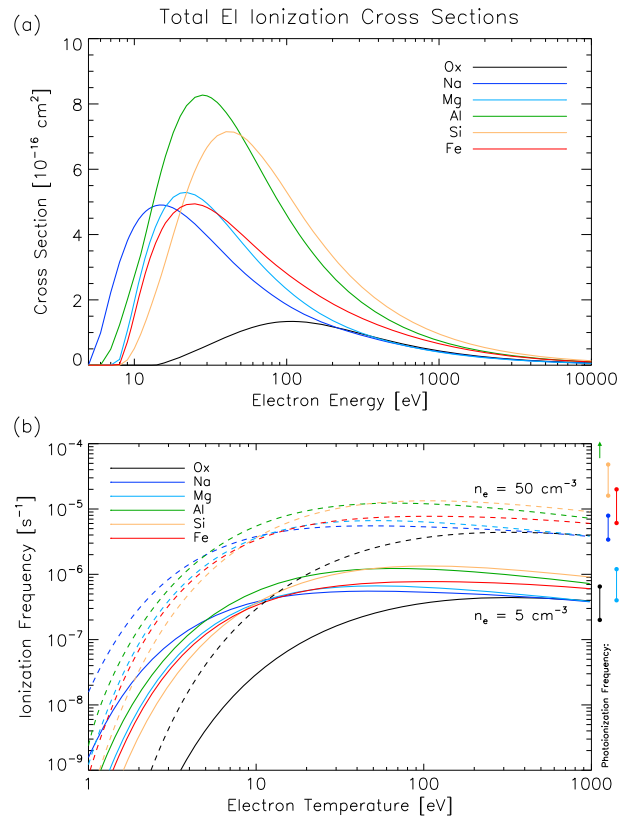 Total EI Ionization Cross Sections
(a)
10
8
6
4
2
0
Cross Section [10⁻¹⁶ cm²]
Ox
Na
Mg
Al
Si
Fe
10 100 1000 10000
Electron Energy [eV]
(b)
10⁻⁴
10⁻⁵
10⁻⁶
10⁻⁷
10⁻⁸
10⁻⁹
Ionization Frequency [s⁻¹]
Ox
Na
Mg
Al
Si
Fe
nₑ = 50 cm⁻³
nₑ = 5 cm⁻³
Photoionization Frequency:
1 10 100 1000
Electron Temperature [eV]